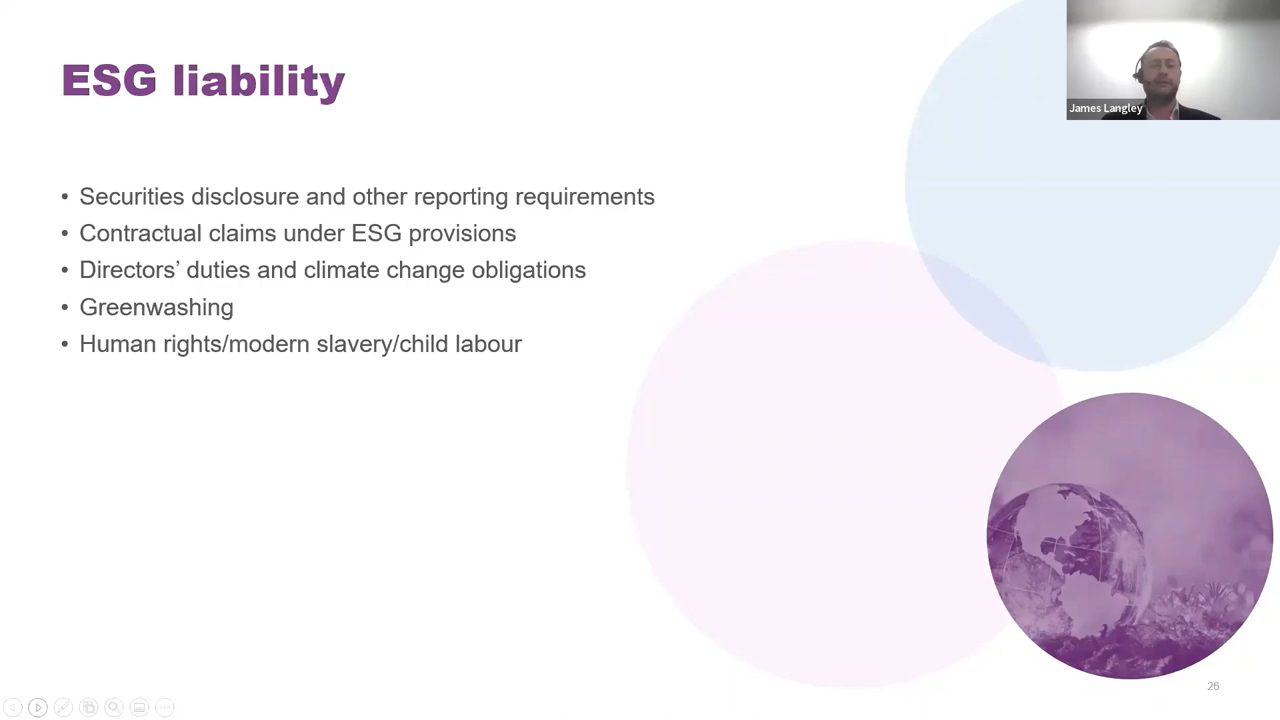 ESG liability
James Langley
• Securities disclosure and other reporting requirements
• Contractual claims under ESG provisions
• Directors’ duties and climate change obligations
• Greenwashing
• Human rights/modern slavery/child labour
26